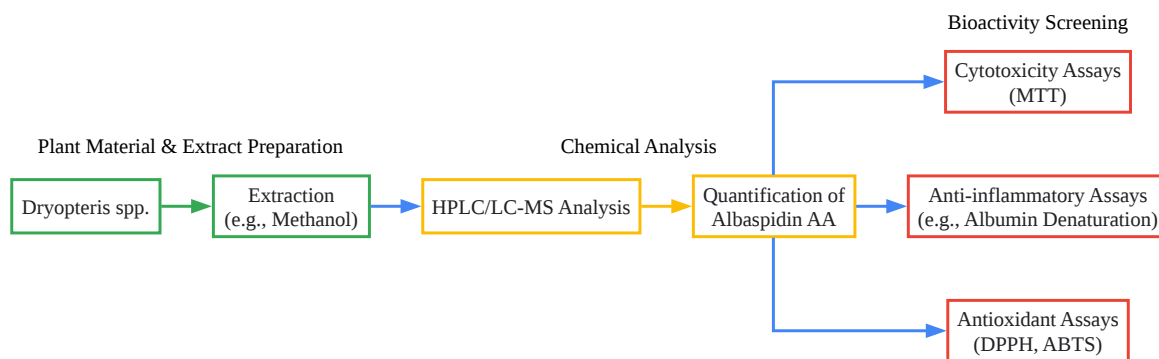 Bioactivity Screening
Cytotoxicity Assays
(MTT)
Plant Material & Extract Preparation
Chemical Analysis
Dryopteris spp.
Extraction
(e.g., Methanol)
HPLC/LC-MS Analysis
Quantification of
Albaspidin AA
Anti-inflammatory Assays
(e.g., Albumin Denaturation)
Antioxidant Assays
(DPPH, ABTS)